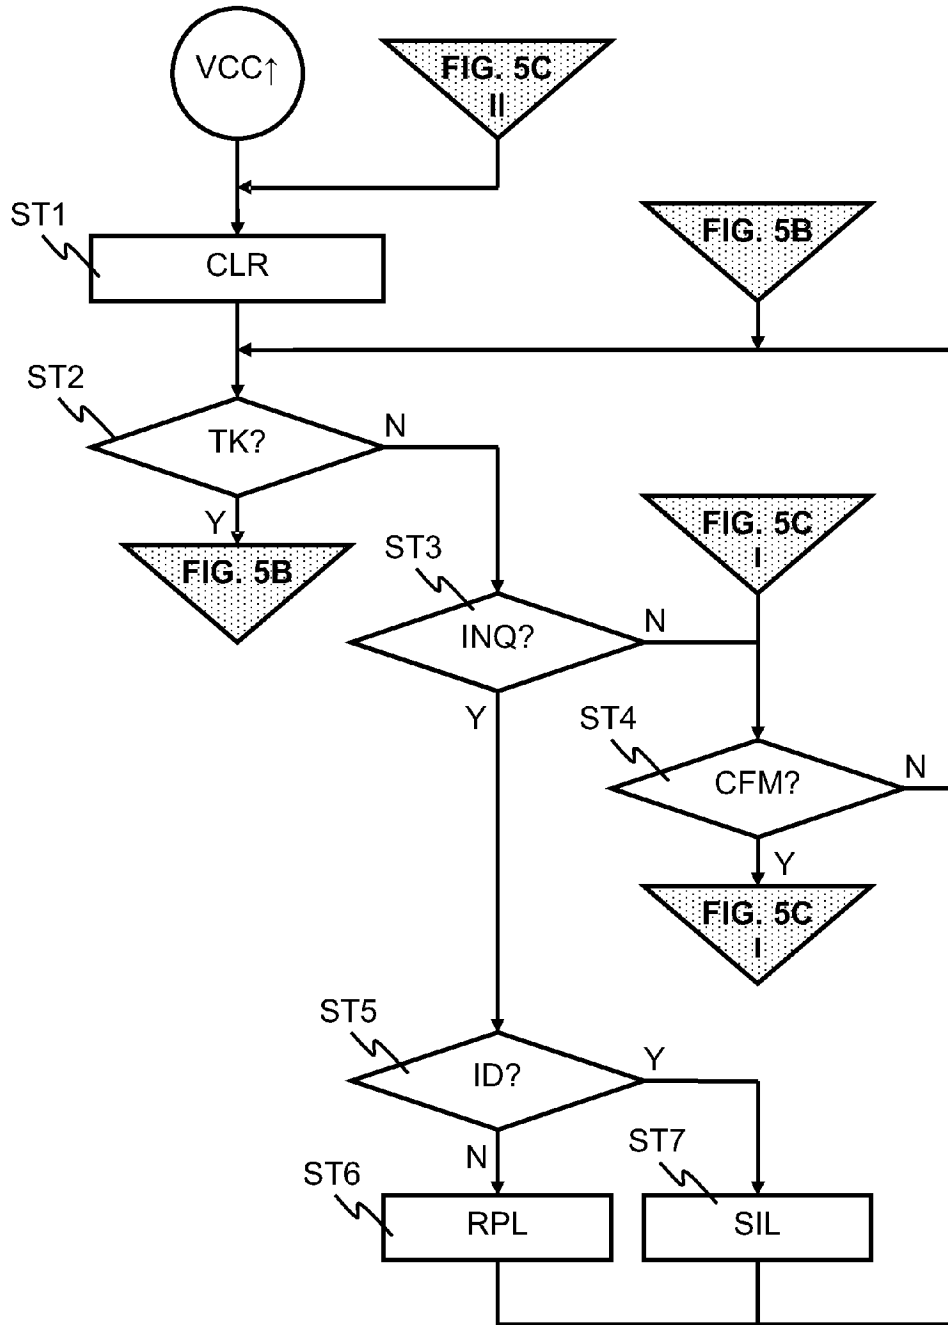 VCC↑
FIG. 5C
II
ST1
CLR
FIG. 5B
ST2
TK?
N
Y
FIG. 5B
FIG. 5C
I
ST3
INQ?
N
Y
ST4
CFM?
N
Y
FIG. 5C
I
ST5
ID?
Y
N
ST6
RPL
ST7
SIL